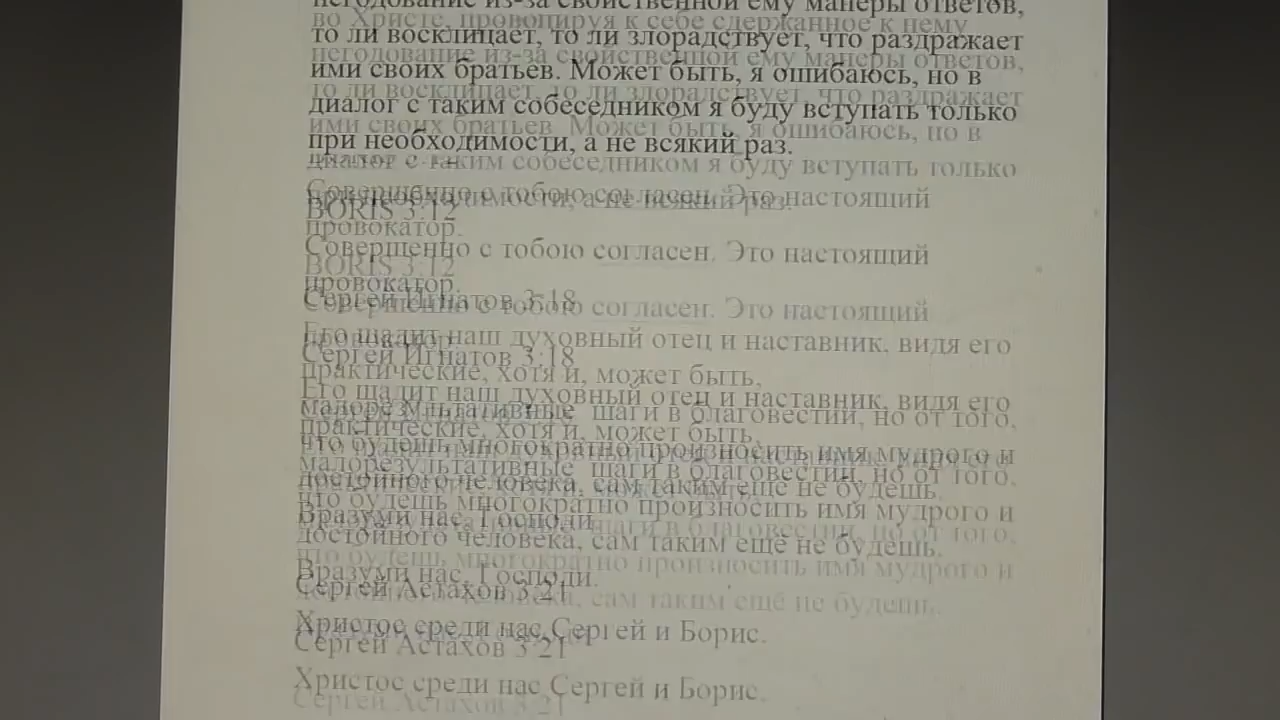 негодование из-за свойственной ему манеры ответов,
то ли восклицает, то ли злорадствует, что раздражает
ими своих братьев. Может быть, я ошибаюсь, но в
диалог с таким собеседником я буду вступать только
при необходимости, а не всякий раз.
BORIS 3:12
Совершенно с тобою согласен. Это настоящий
провокатор.
Сергей Игнатов 3:18
Его щадит наш духовный отец и наставник, видя его
практические, хотя и, может быть,
малорезультативные шаги в благовестии, но от того,
что будешь многократно произносить имя мудрого и
достойного человека, сам таким ещё не будешь.
Вразуми нас, Господи.
Сергей Астахов 3:21
Христос среди нас Сергей и Борис.